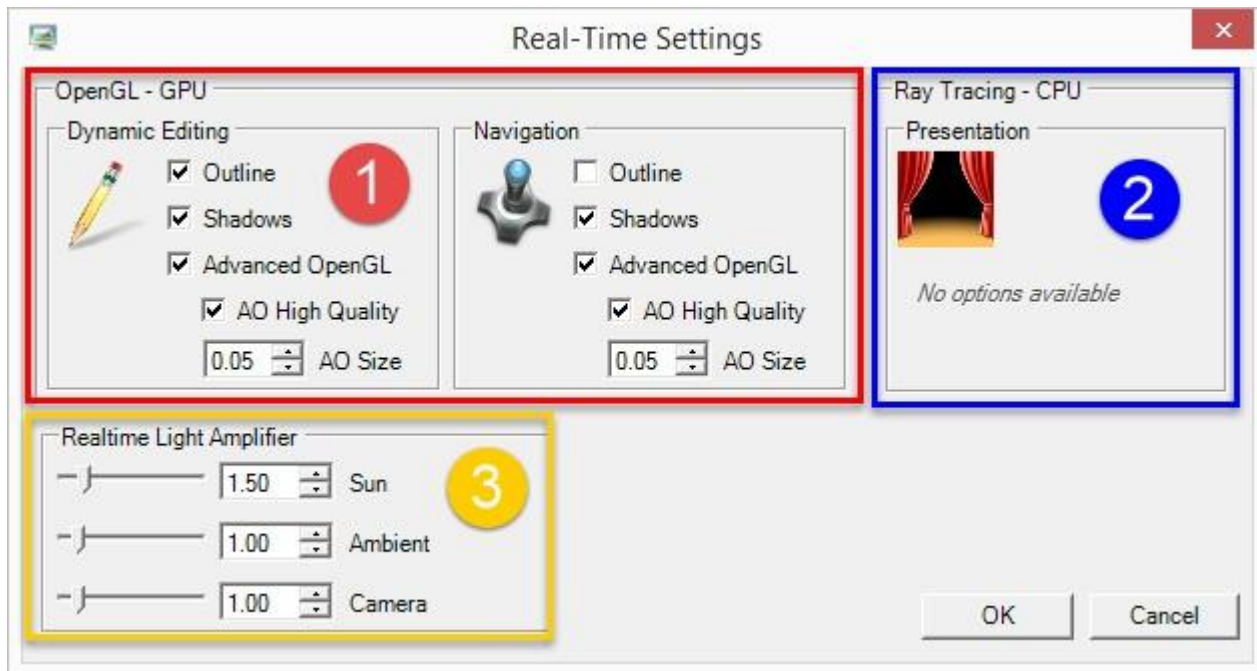 Real-Time Settings
OpenGL - GPU
Dynamic Editing
Outline
Shadows
Advanced OpenGL
AO High Quality
0.05 AO Size
1
Navigation
Outline
Shadows
Advanced OpenGL
AO High Quality
0.05 AO Size
Ray Tracing - CPU
Presentation
2
No options available
Realtime Light Amplifier
1.50 Sun
1.00 Ambient
1.00 Camera
3
OK
Cancel